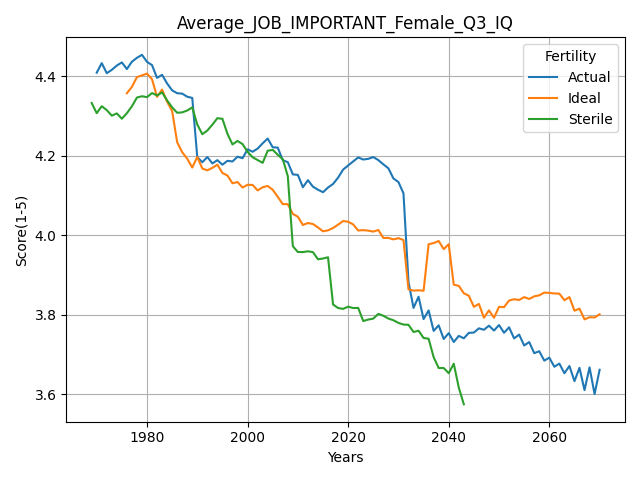 Average_JOB_IMPORTANT_Female_Q3_IQ
Fertility
Actual
Ideal
Sterile
Score(1-5)
4.4
4.2
4.0
3.8
3.6
1980 2000 2020 2040 2060
Years